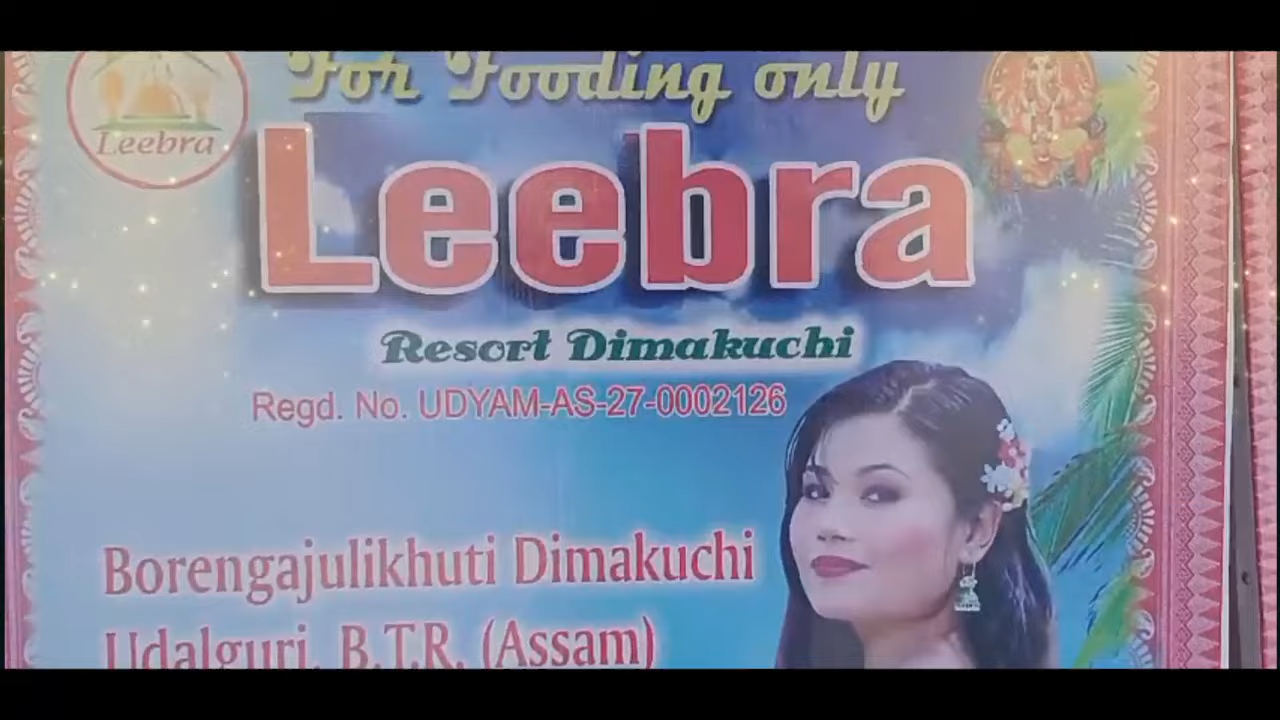 For Fooding only
Leebra
Leebra
Resort Dimakuchi
Regd. No. UDYAM-AS-27-0002126
Borengajulikhuti Dimakuchi
Udalguri, B.T.R. (Assam)